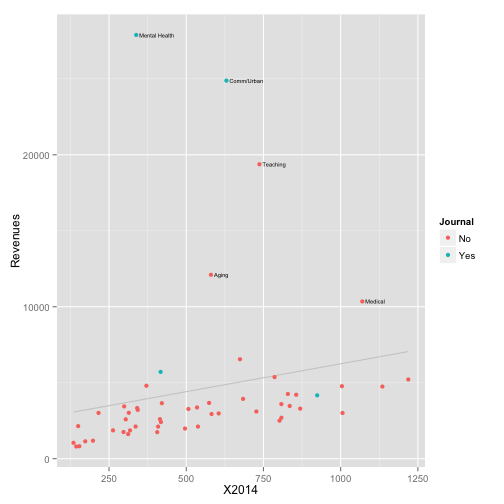 Mental Health
Comm/Urban
20000
Teaching
Revenues
Journal
No
Yes
Aging
10000
Medical
0
250
500
750
1000
1250
X2014